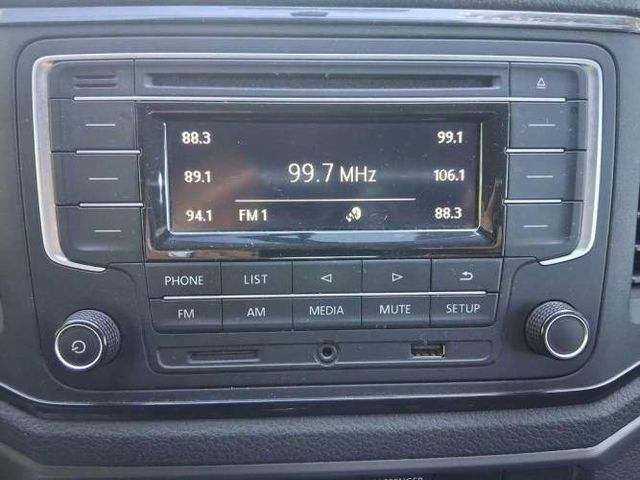 88.3 99.1
89.1 99.7 MHz 106.1
94.1 FM 1 88.3
PHONE LIST
FM AM MEDIA MUTE SETUP